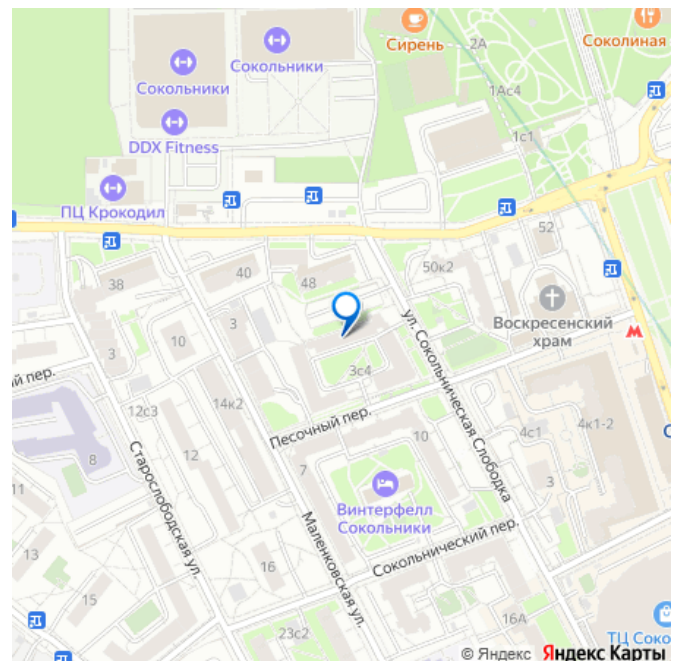 Сирень
2А
Соколиная
Сокольники
Сокольники
1Ас4
DDX Fitness
1с1
ПЦ Крокодил
52
50к2
38
40
48
Воскресенский
храм
3
3
10
ул. Сокольническая Слободка
3с4
й пер.
14к2
12с3
Песочный пер.
10
4с1
4к1-2
С
8
12
7
3
Старослободская ул.
Винтерфелл
Сокольники
11
Маленковская ул.
Сокольнический пер.
13
16
15
16А
23с2
ТЦ Соко
© Яндекс Яндекс Карты